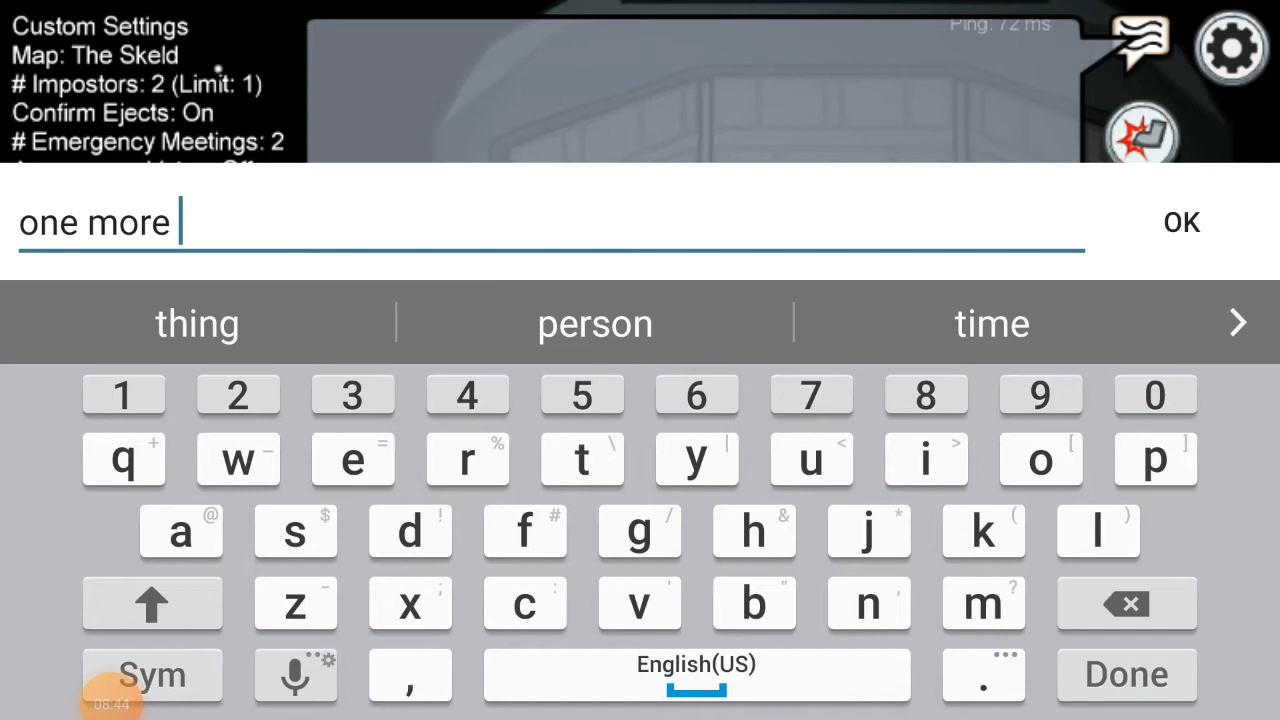 Custom Settings
Ping: 72 ms
Map: The Skeld
# Impostors: 2 (Limit: 1)
Confirm Ejects: On
# Emergency Meetings: 2
one more
OK
thing person time
1 2 3 4 5 6 7 8 9 0
q + w - e = r % t \ y | u < i > o [ p ]
a @ s $ d ! f # g / h & j * k ( l )
z - x ; c : v ' b " n , m ?
Sym , English(US) . Done
08:44